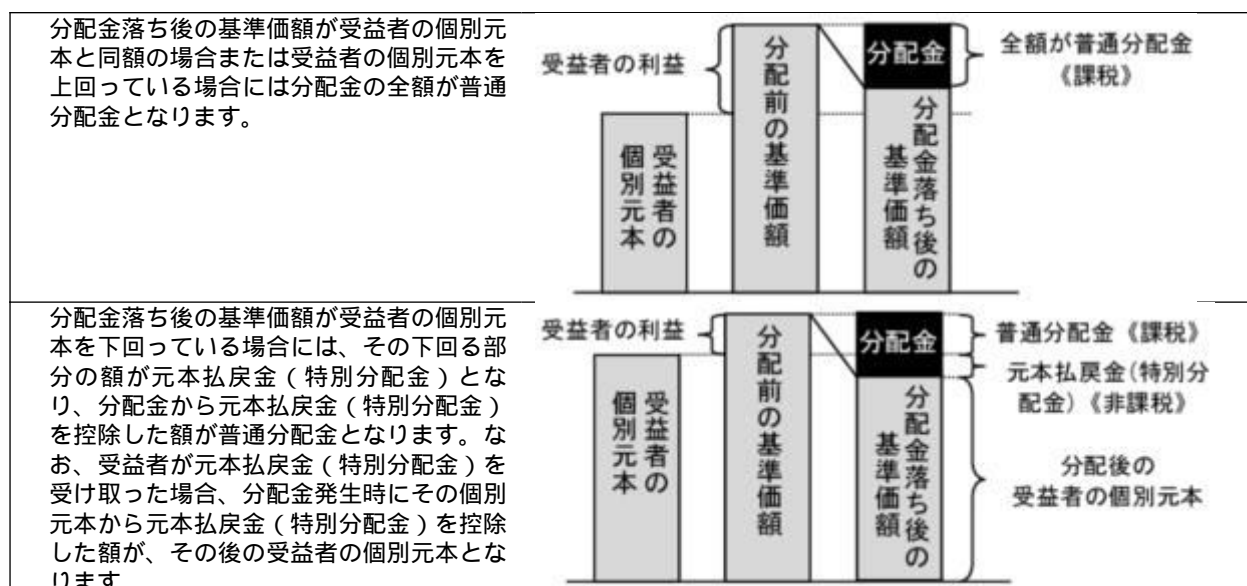 分配金落ち後の基準価額が受益者の個別元
本と同額の場合または受益者の個別元本を
上回っている場合には分配金の全額が普通
分配金となります。
受益者の利益
受益者の
個別元本
分配前の基準価額
分配金
分配金落ち後の
基準価額
全額が普通分配金
《課税》
分配金落ち後の基準価額が受益者の個別元
本を下回っている場合には、その下回る部
分の額が元本払戻金（特別分配金）とな
り、分配金から元本払戻金（特別分配金）
を控除した額が普通分配金となります。な
お、受益者が元本払戻金（特別分配金）を
受け取った場合、分配金発生時にその個別
元本から元本払戻金（特別分配金）を控除
した額が、その後の受益者の個別元本とな
ります
受益者の利益
受益者の
個別元本
分配前の基準価額
分配金
分配金落ち後の
基準価額
普通分配金《課税》
元本払戻金(特別分
配金)《非課税》
分配後の
受益者の個別元本